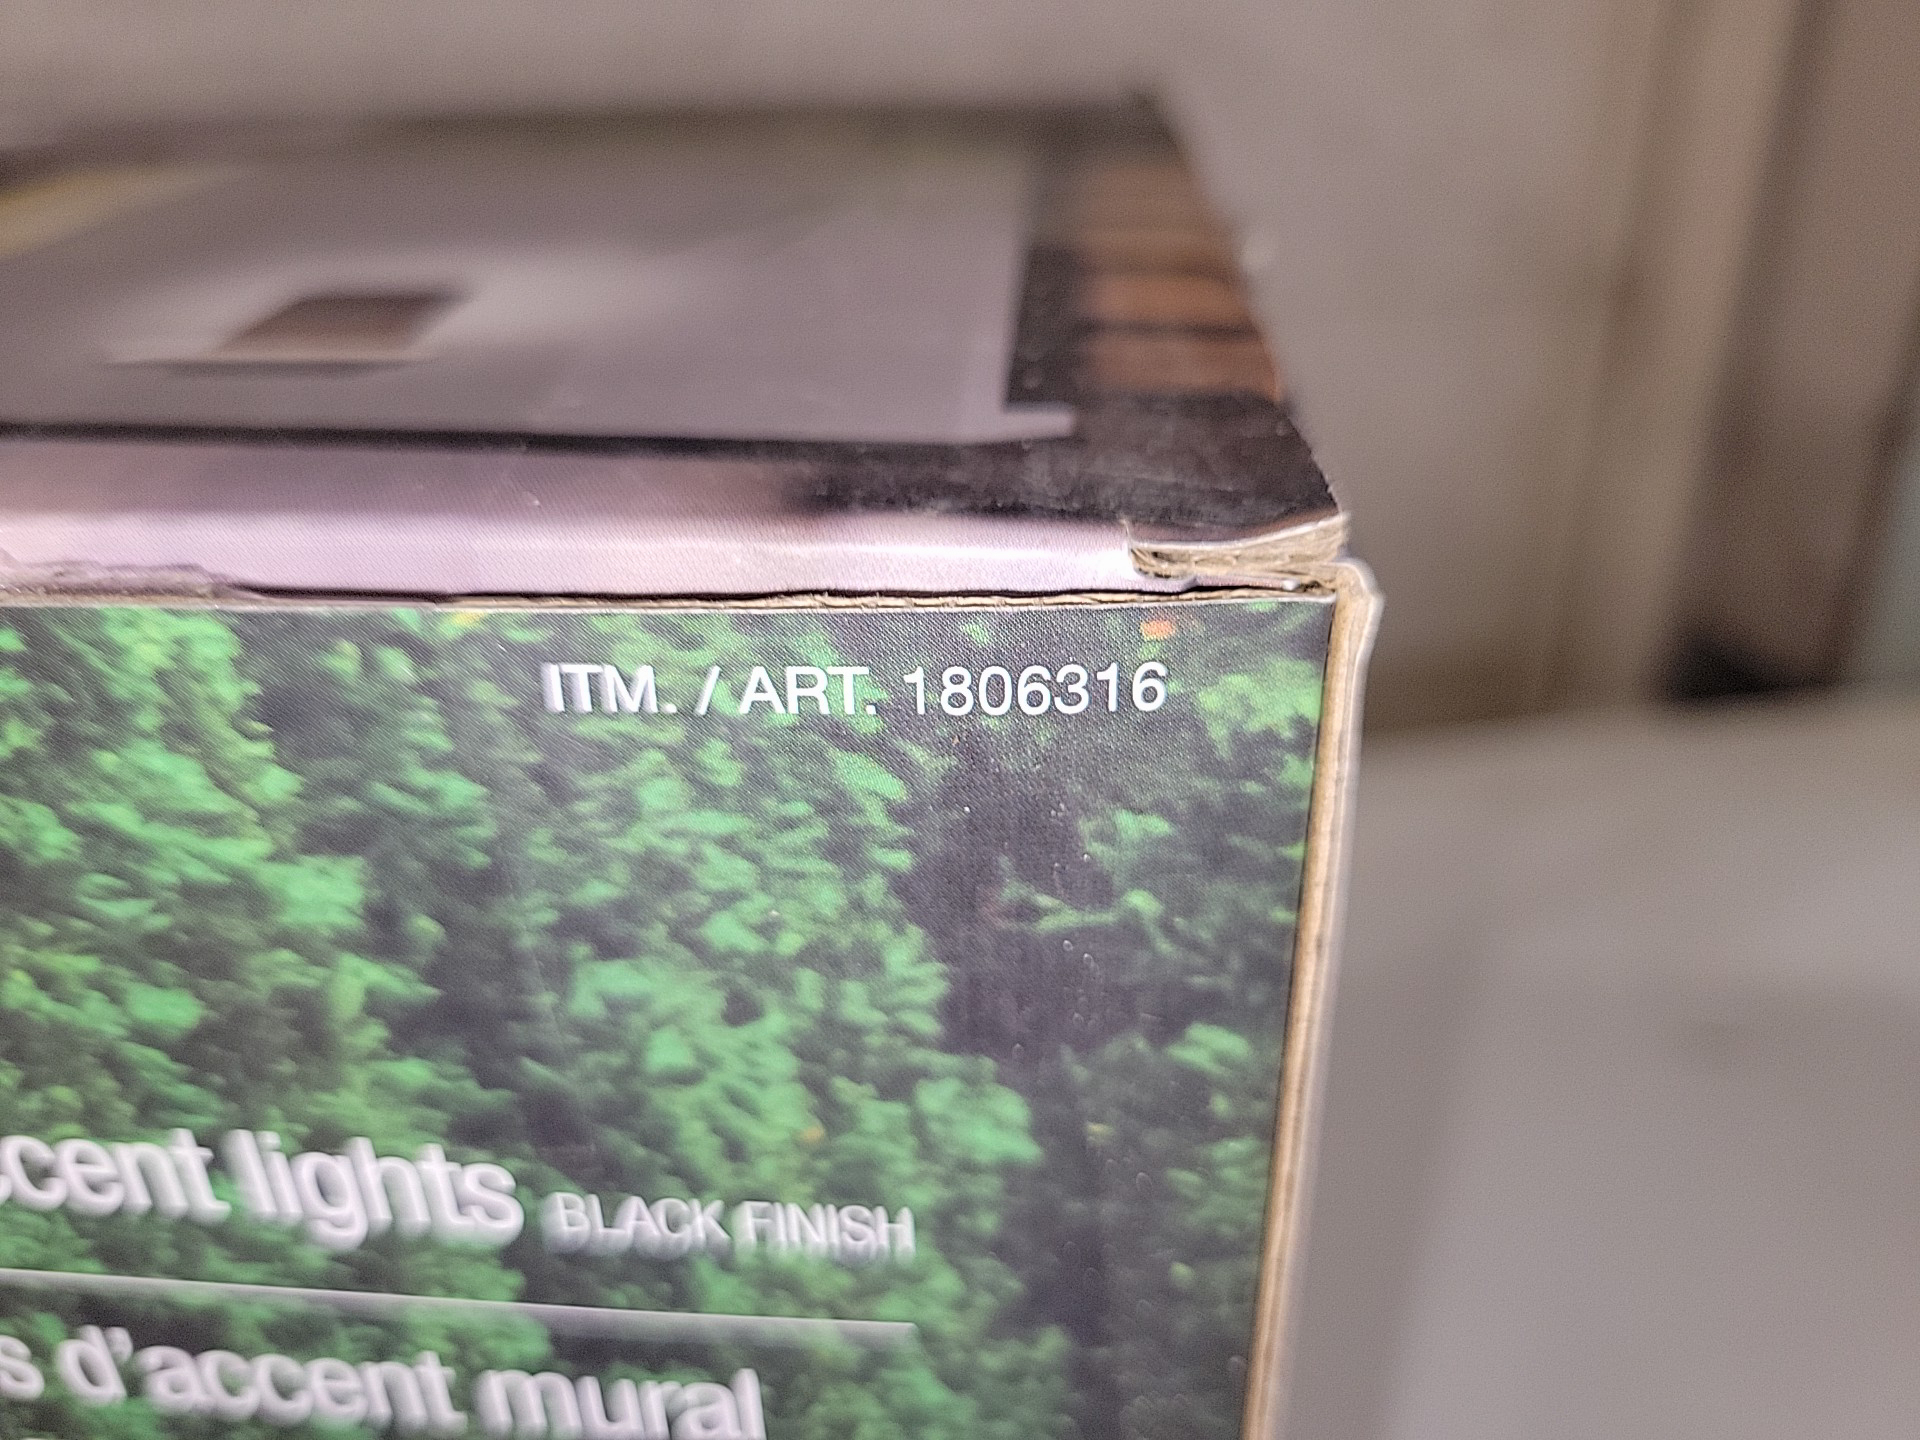 ITM. / ART. 1806316
ccent lights BLACK FINISH
s d'accent mural